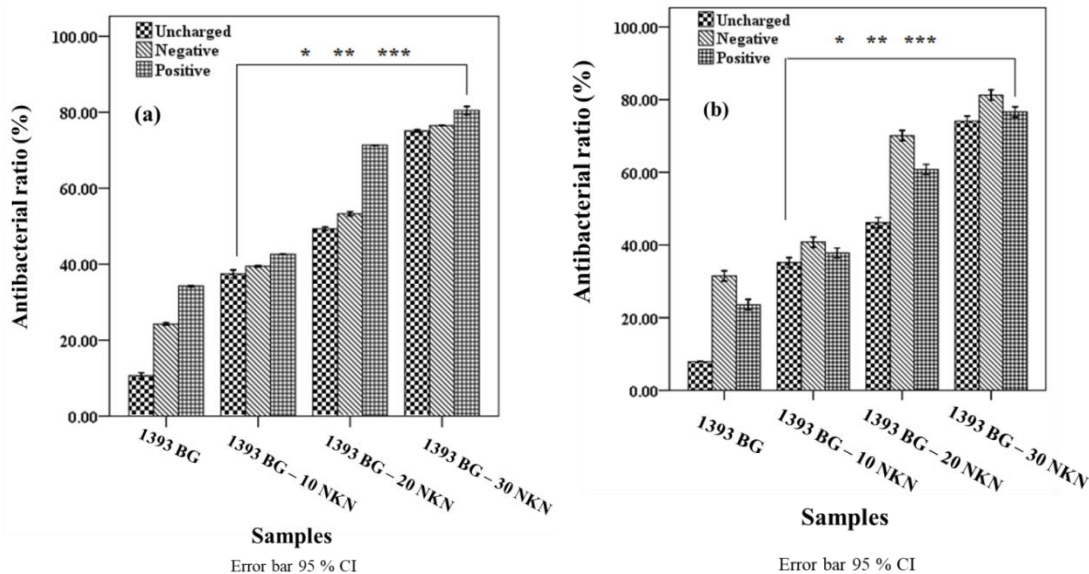 Antibacterial ratio (%)
100.00
80.00
60.00
40.00
20.00
0.00
Uncharged
Negative
Positive
* ** ***
(a)
1393 BG
1393 BG – 10 NKN
1393 BG – 20 NKN
1393 BG – 30 NKN
Samples
Error bar 95 % CI
Antibacterial ratio (%)
100.00
80.00
60.00
40.00
20.00
0.00
Uncharged
Negative
Positive
* ** ***
(b)
1393 BG
1393 BG – 10 NKN
1393 BG – 20 NKN
1393 BG – 30 NKN
Samples
Error bar 95 % CI